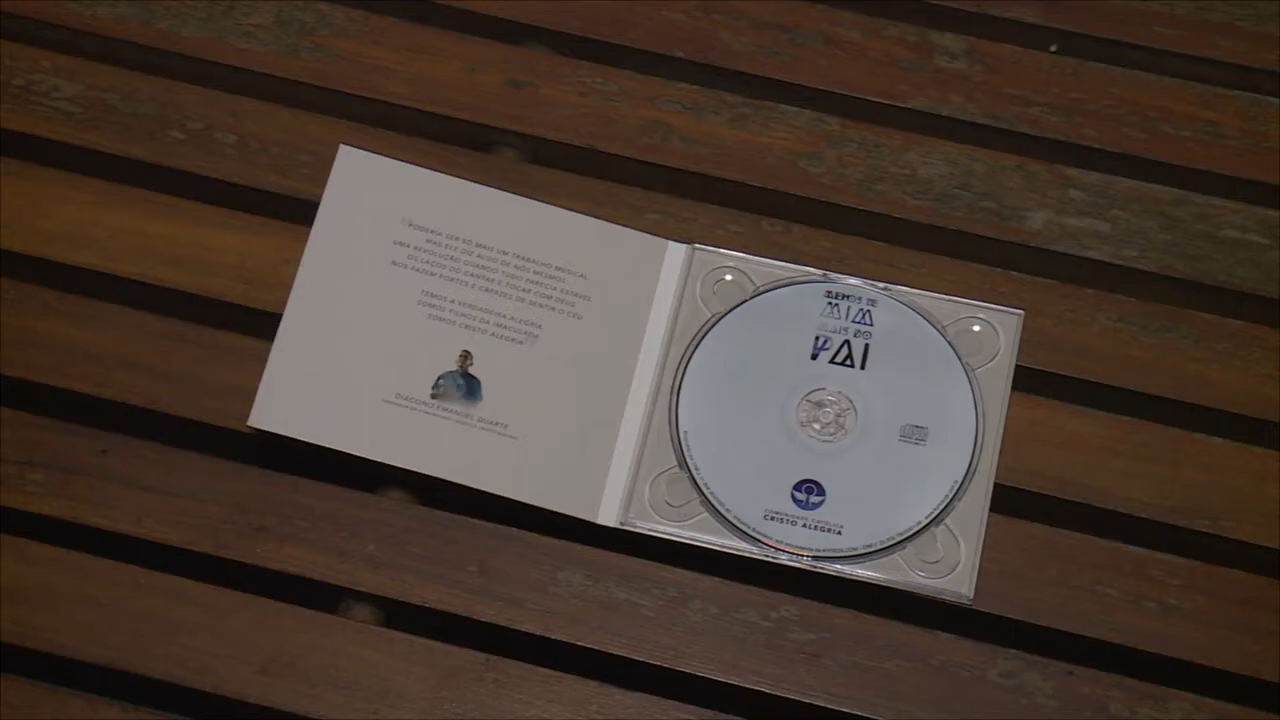 "PODERIA SER SÓ MAIS UM TRABALHO MUSICAL
MAS ELE DIZ ALGO DE NÓS MESMOS
UMA REVOLUÇÃO QUANDO TUDO PARECIA ESTÁVEL
OS LAÇOS DO CANTAR E TOCAR COM DEUS
NOS FAZEM FORTES E CAPAZES DE SENTIR O CÉU
TEMOS A VERDADEIRA ALEGRIA
SOMOS FILHOS DA IMACULADA
SOMOS CRISTO ALEGRIA"
DIÁCONO EMANUEL DUARTE
MENOS DE
MIM
MAIS DO
PAI
COMUNIDADE CATÓLICA
CRISTO ALEGRIA